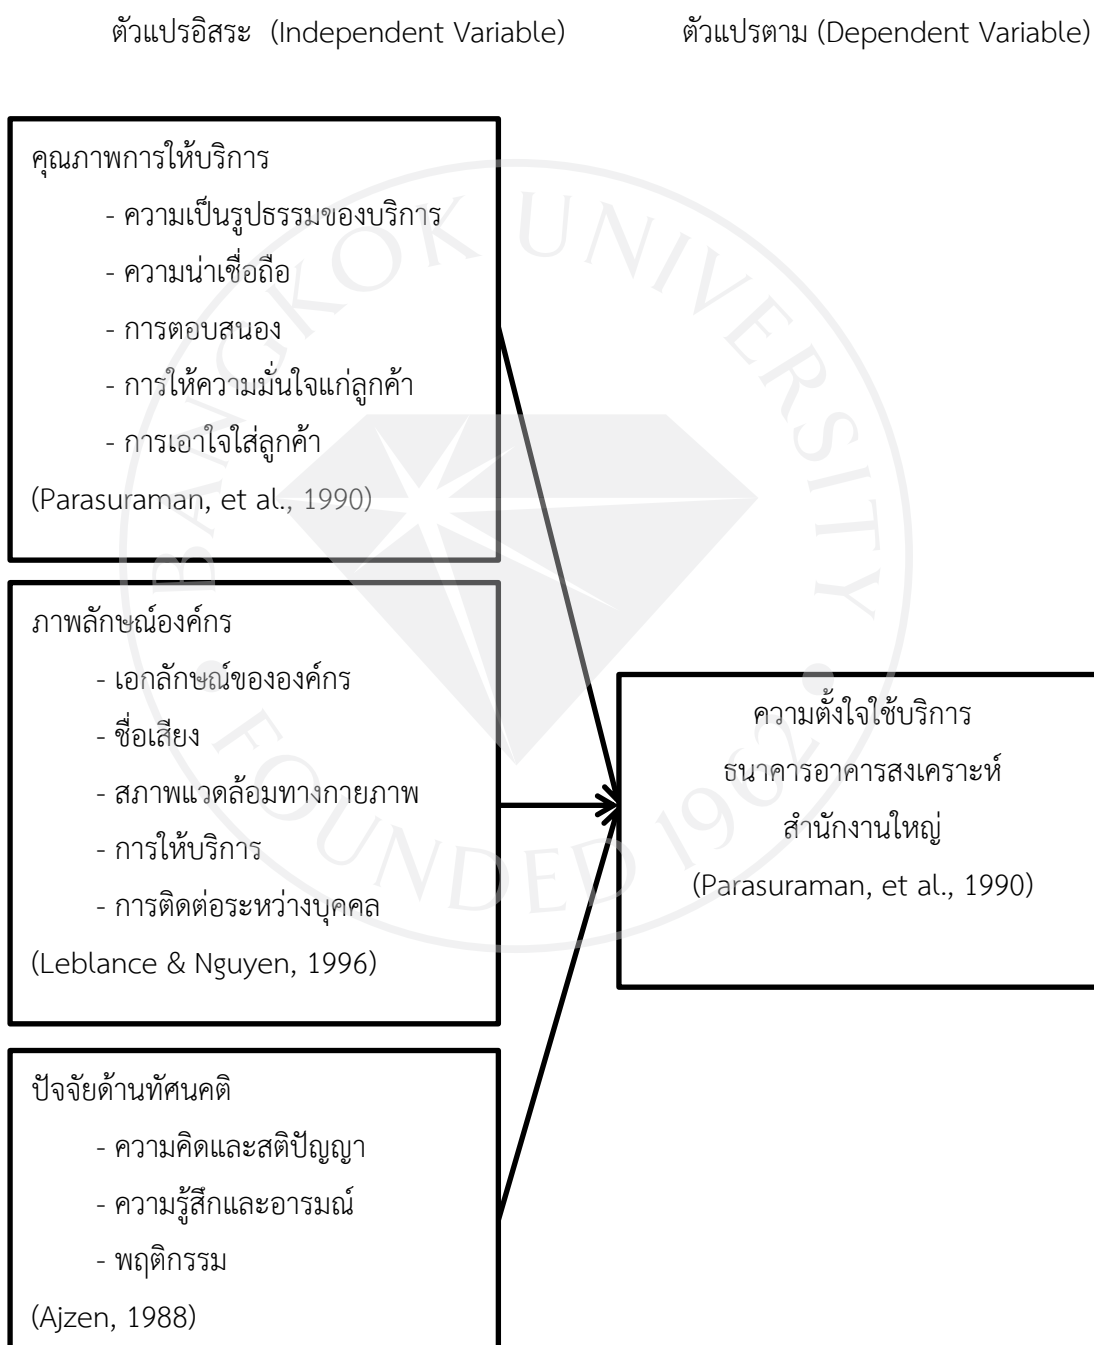 ตัวแปรอิสระ (Independent Variable)
ตัวแปรตาม (Dependent Variable)
คุณภาพการให้บริการ
- ความเป็นรูปธรรมของบริการ
- ความน่าเชื่อถือ
- การตอบสนอง
- การให้ความมั่นใจแก่ลูกค้า
- การเอาใจใส่ลูกค้า
(Parasuraman, et al., 1990)
ภาพลักษณ์องค์กร
- เอกลักษณ์ขององค์กร
- ชื่อเสียง
- สภาพแวดล้อมทางกายภาพ
- การให้บริการ
- การติดต่อระหว่างบุคคล
(Leblance & Nguyen, 1996)
ปัจจัยด้านทัศนคติ
- ความคิดและสติปัญญา
- ความรู้สึกและอารมณ์
- พฤติกรรม
(Ajzen, 1988)
ความตั้งใจใช้บริการ
ธนาคารอาคารสงเคราะห์
สำนักงานใหญ่
(Parasuraman, et al., 1990)
BANGKOK UNIVERSITY
FOUNDED 1962